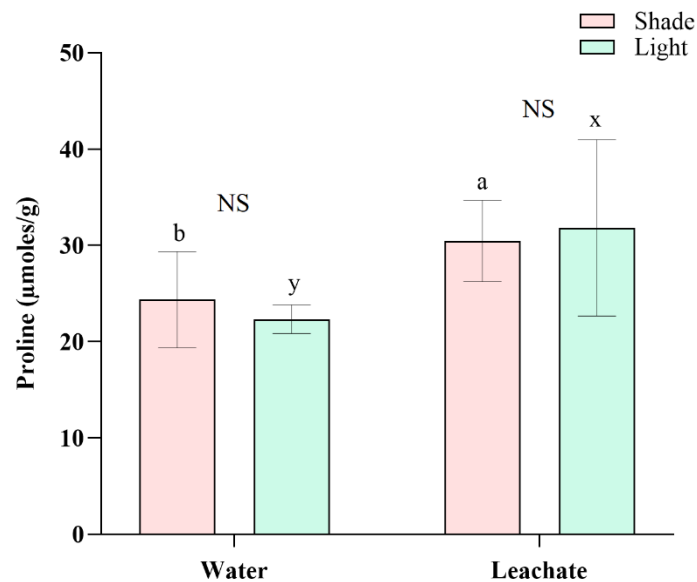 Shade
Light
50
40
30
20
10
0
Proline (µmoles/g)
NS
b
y
NS
a
x
Water
Leachate